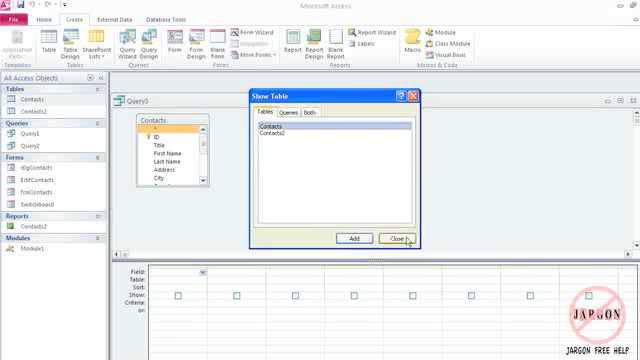 Microsoft Access
File Home Create External Data Database Tools
Application Parts Table Table Design SharePoint Lists Query Wizard Query Design Form Form Design Blank Form Form Wizard Navigation More Forms Report Report Design Blank Report Report Wizard Labels Macro Module Class Module Visual Basic
Templates Tables Queries Forms Reports Macros & Code
All Access Objects
Tables
Contacts
Contacts2
Queries
Query1
Query2
Forms
dlgContacts
EditContacts
frmContacts
Switchboard
Reports
Contacts2
Modules
Module1
Query3
Contacts
*
ID
Title
First Name
Last Name
Address
City
Show Table
Tables Queries Both
Contacts
Contacts2
Add Close
Field:
Table:
Sort:
Show:
Criteria:
or:
JARGON
JARGON FREE HELP